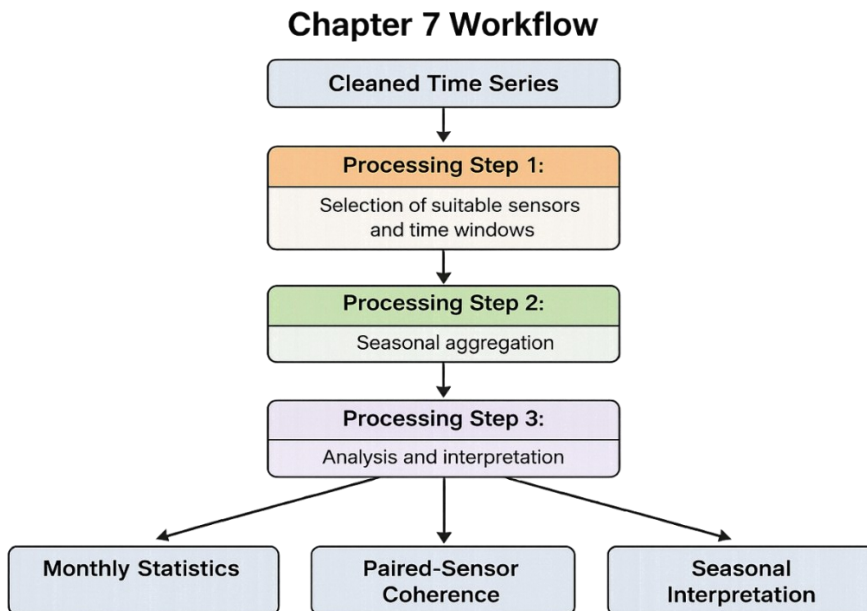 Chapter 7 Workflow
Cleaned Time Series
Processing Step 1:
Selection of suitable sensors
and time windows
Processing Step 2:
Seasonal aggregation
Processing Step 3:
Analysis and interpretation
Monthly Statistics
Paired-Sensor
Coherence
Seasonal
Interpretation